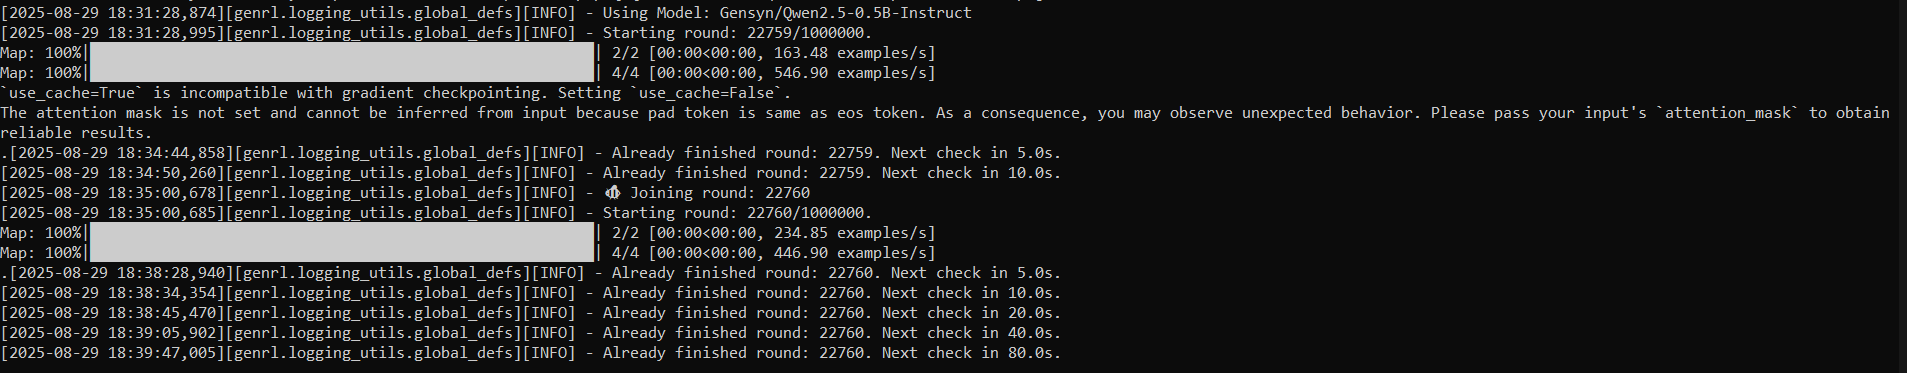 [2025-08-29 18:31:28,874][genrl.logging_utils.global_defs][INFO] - Using Model: Gensyn/Qwen2.5-0.5B-Instruct
[2025-08-29 18:31:28,995][genrl.logging_utils.global_defs][INFO] - Starting round: 22759/1000000.
Map: 100%| | 2/2 [00:00<00:00, 163.48 examples/s]
Map: 100%| | 4/4 [00:00<00:00, 546.90 examples/s]
`use_cache=True` is incompatible with gradient checkpointing. Setting `use_cache=False`.
The attention mask is not set and cannot be inferred from input because pad token is same as eos token. As a consequence, you may observe unexpected behavior. Please pass your input's `attention_mask` to obtain
reliable results.
.[2025-08-29 18:34:44,858][genrl.logging_utils.global_defs][INFO] - Already finished round: 22759. Next check in 5.0s.
[2025-08-29 18:34:50,260][genrl.logging_utils.global_defs][INFO] - Already finished round: 22759. Next check in 10.0s.
[2025-08-29 18:35:00,678][genrl.logging_utils.global_defs][INFO] - 🐝 Joining round: 22760
[2025-08-29 18:35:00,685][genrl.logging_utils.global_defs][INFO] - Starting round: 22760/1000000.
Map: 100%| | 2/2 [00:00<00:00, 234.85 examples/s]
Map: 100%| | 4/4 [00:00<00:00, 446.90 examples/s]
.[2025-08-29 18:38:28,940][genrl.logging_utils.global_defs][INFO] - Already finished round: 22760. Next check in 5.0s.
[2025-08-29 18:38:34,354][genrl.logging_utils.global_defs][INFO] - Already finished round: 22760. Next check in 10.0s.
[2025-08-29 18:38:45,470][genrl.logging_utils.global_defs][INFO] - Already finished round: 22760. Next check in 20.0s.
[2025-08-29 18:39:05,902][genrl.logging_utils.global_defs][INFO] - Already finished round: 22760. Next check in 40.0s.
[2025-08-29 18:39:47,005][genrl.logging_utils.global_defs][INFO] - Already finished round: 22760. Next check in 80.0s.